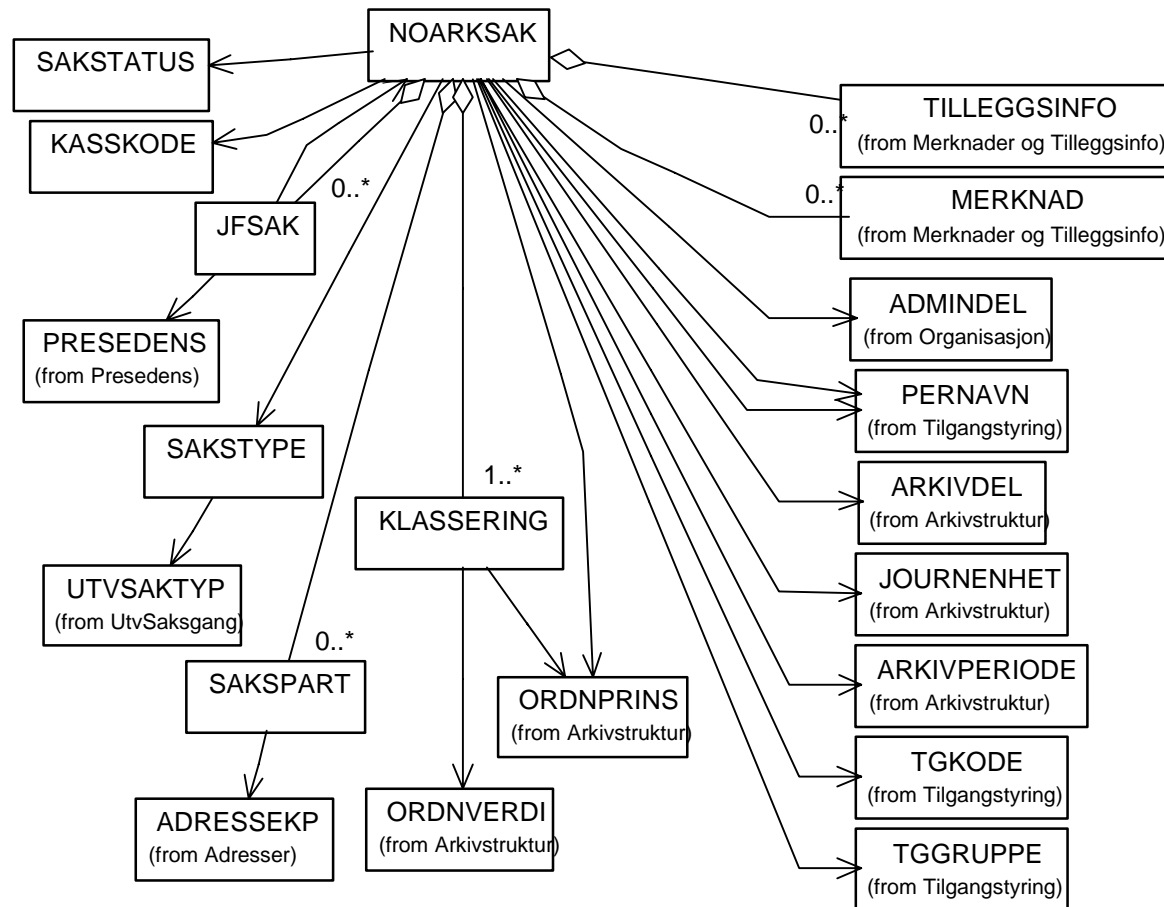 NOARKSAK
SAKSTATUS
TILLEGGSINFO
(from Merknader og Tilleggsinfo)
0..*
KASSKODE
0..*
MERKNAD
(from Merknader og Tilleggsinfo)
0..*
JFSAK
ADMINDEL
(from Organisasjon)
PRESEDENS
(from Presedens)
PERNAVN
(from Tilgangstyring)
SAKSTYPE
1..*
KLASSERING
ARKIVDEL
(from Arkivstruktur)
UTVSAKTYP
(from UtvSaksgang)
JOURNENHET
(from Arkivstruktur)
0..*
SAKSPART
ORDNPRINS
(from Arkivstruktur)
ARKIVPERIODE
(from Arkivstruktur)
TGKODE
(from Tilgangstyring)
ADRESSEKP
(from Adresser)
ORDNVERDI
(from Arkivstruktur)
TGGRUPPE
(from Tilgangstyring)